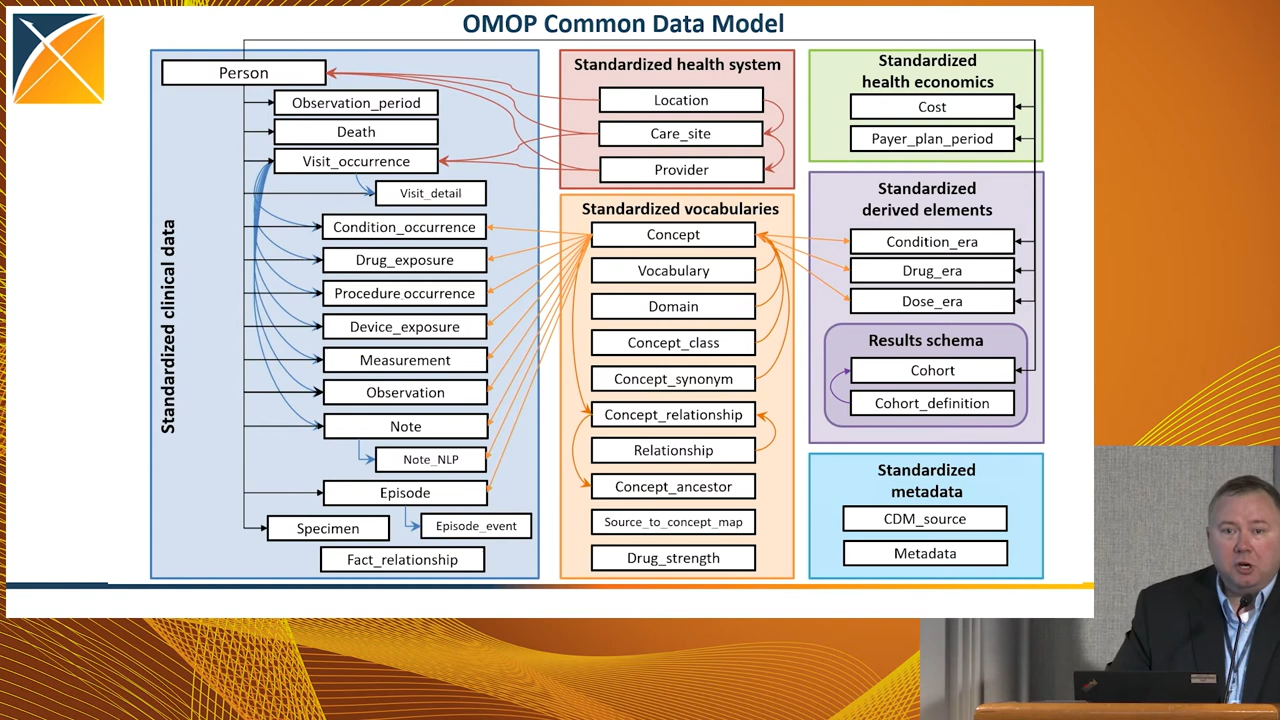 OMOP Common Data Model
Standardized clinical data
Person
Observation_period
Death
Visit_occurrence
Visit_detail
Condition_occurrence
Drug_exposure
Procedure_occurrence
Device_exposure
Measurement
Observation
Note
Note_NLP
Episode
Episode_event
Specimen
Fact_relationship
Standardized health system
Location
Care_site
Provider
Standardized vocabularies
Concept
Vocabulary
Domain
Concept_class
Concept_synonym
Concept_relationship
Relationship
Concept_ancestor
Source_to_concept_map
Drug_strength
Standardized
health economics
Cost
Payer_plan_period
Standardized
derived elements
Condition_era
Drug_era
Dose_era
Results schema
Cohort
Cohort_definition
Standardized
metadata
CDM_source
Metadata